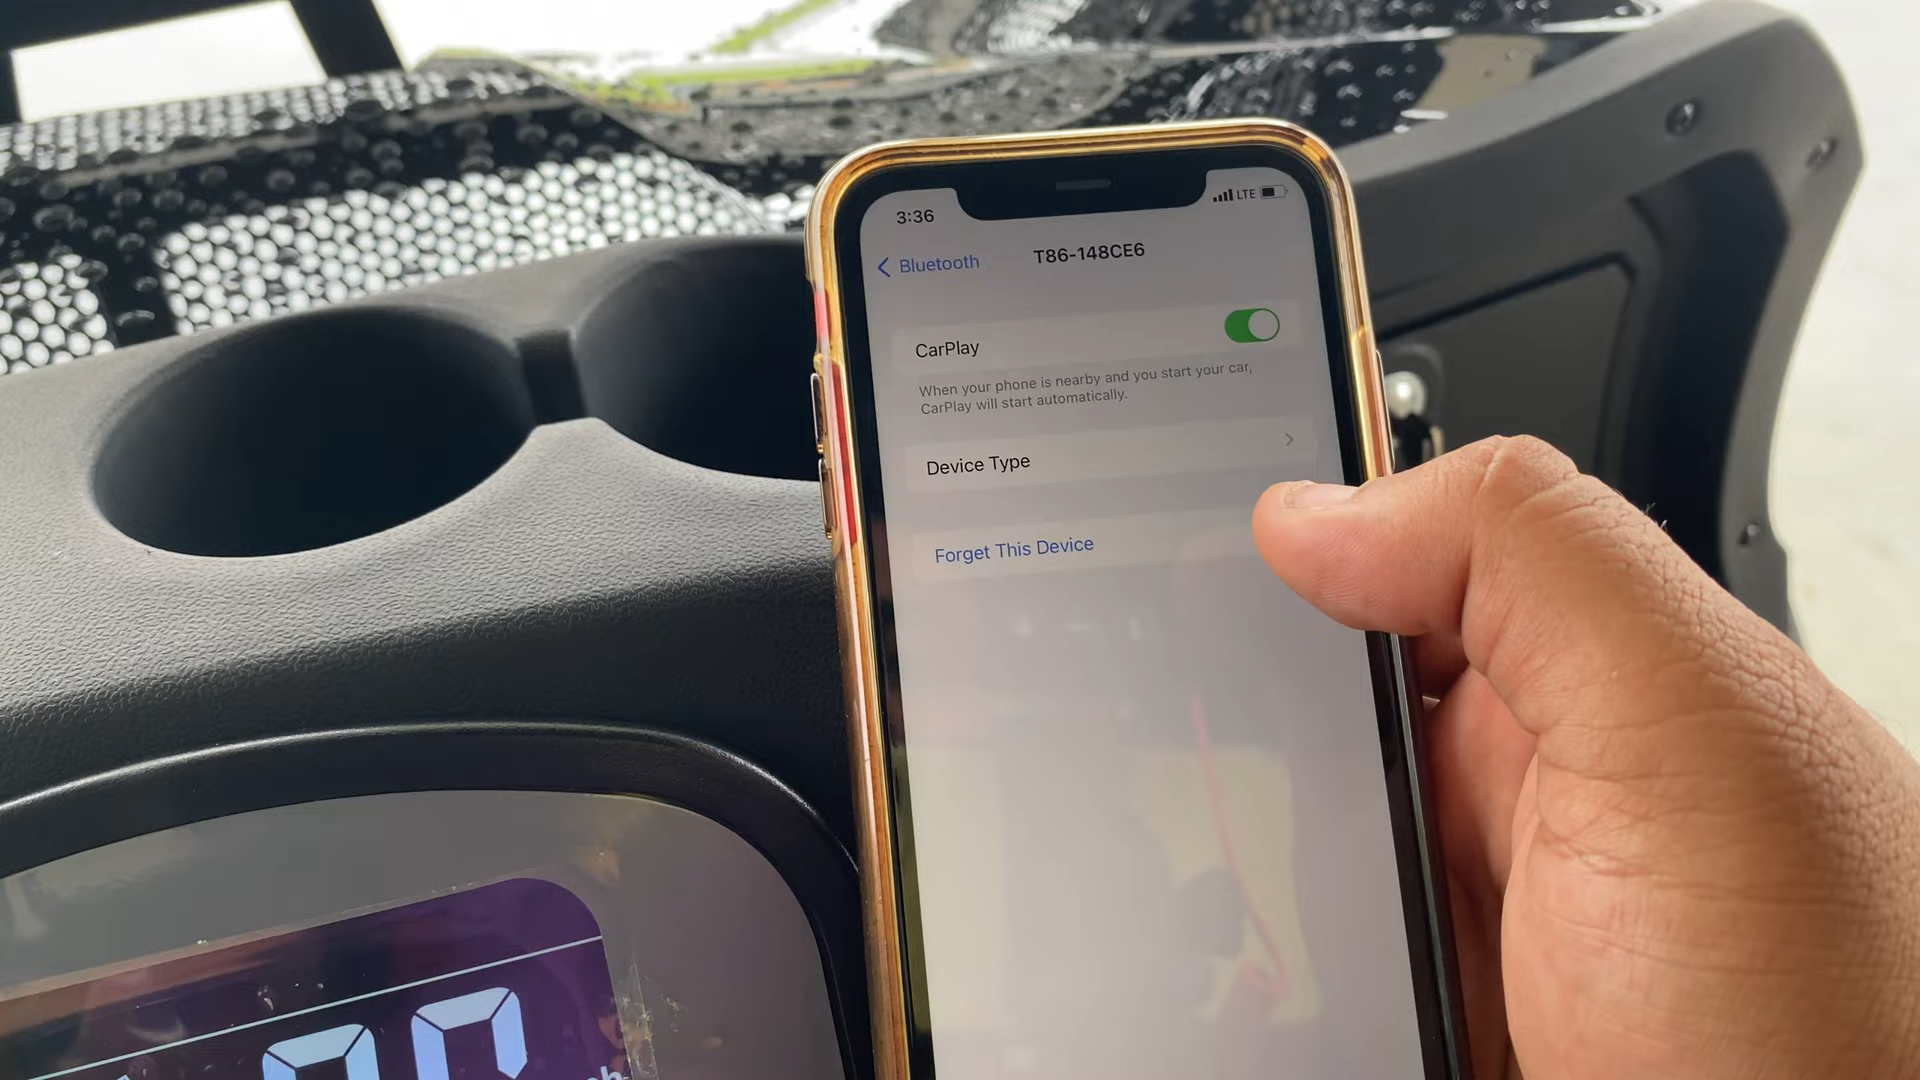 3:36
LTE
Bluetooth
T86-148CE6
CarPlay
When your phone is nearby and you start your car,
CarPlay will start automatically.
Device Type
Forget This Device